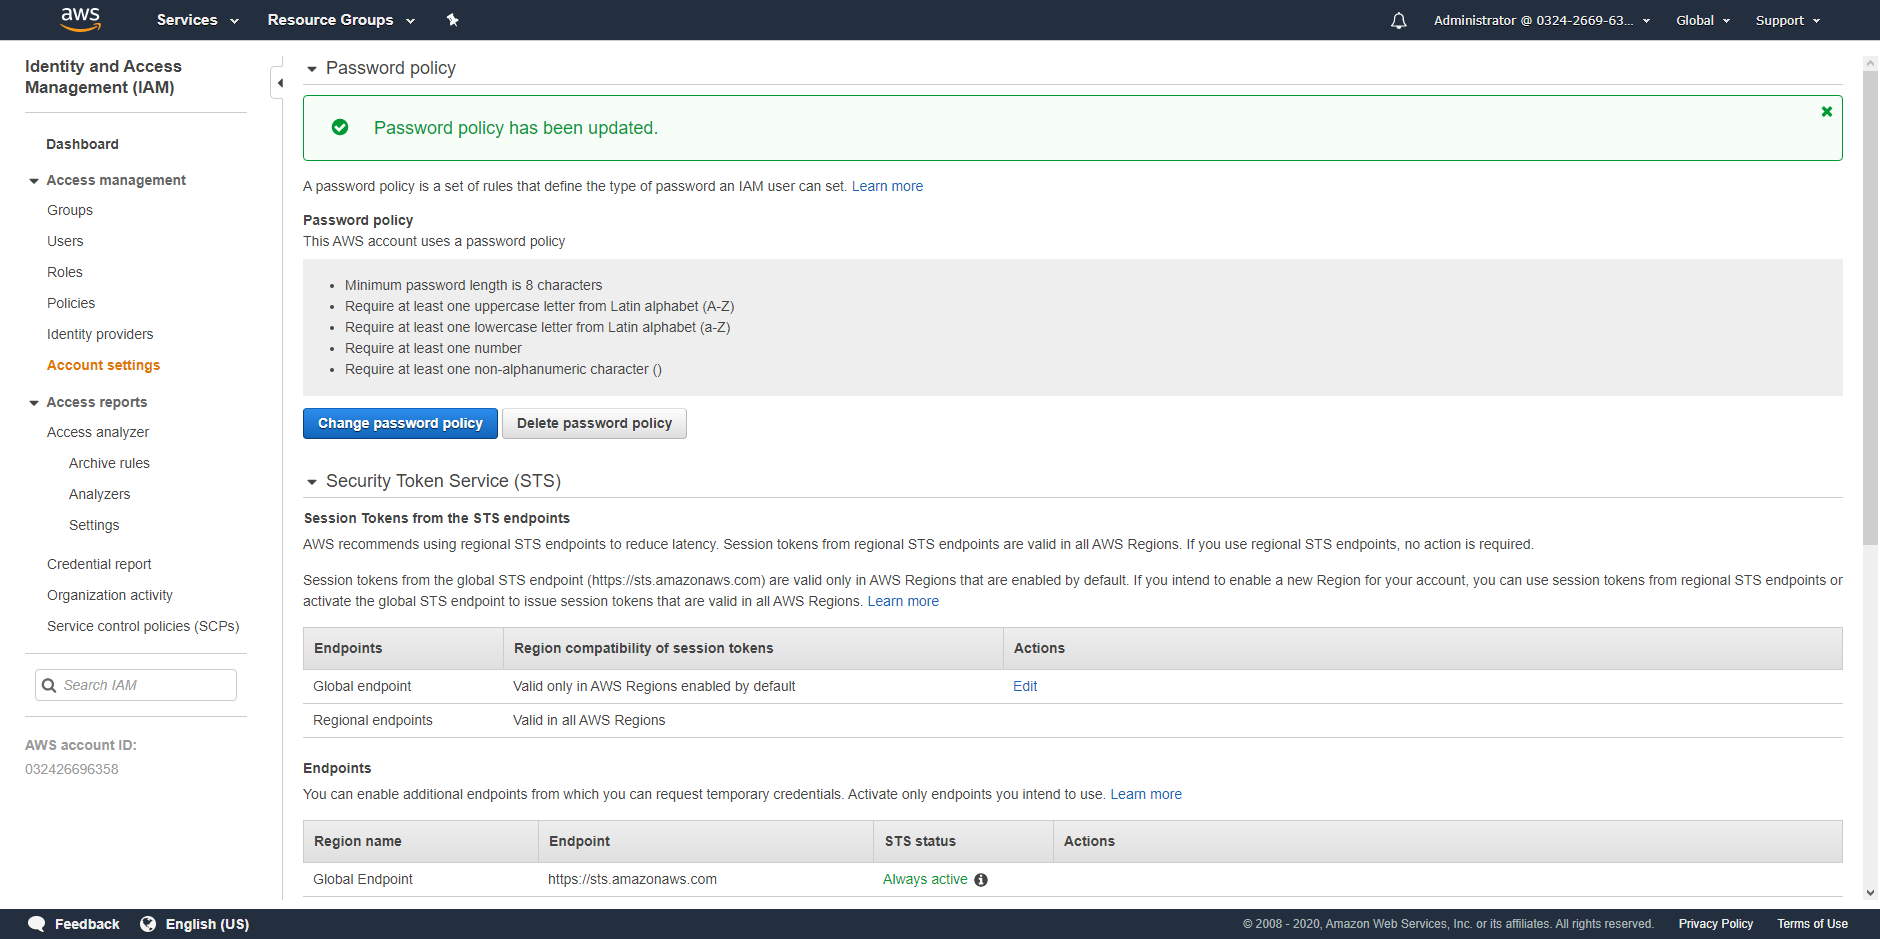 aws
Services
Resource Groups
Administrator @ 0324-2669-63...
Global
Support
Identity and Access
Management (IAM)
Dashboard
Access management
Groups
Users
Roles
Policies
Identity providers
Account settings
Access reports
Access analyzer
Archive rules
Analyzers
Settings
Credential report
Organization activity
Service control policies (SCPs)
Search IAM
AWS account ID:
032426696358
Password policy
Password policy has been updated.
A password policy is a set of rules that define the type of password an IAM user can set. Learn more
Password policy
This AWS account uses a password policy
• Minimum password length is 8 characters
• Require at least one uppercase letter from Latin alphabet (A-Z)
• Require at least one lowercase letter from Latin alphabet (a-Z)
• Require at least one number
• Require at least one non-alphanumeric character ()
Change password policy
Delete password policy
Security Token Service (STS)
Session Tokens from the STS endpoints
AWS recommends using regional STS endpoints to reduce latency. Session tokens from regional STS endpoints are valid in all AWS Regions. If you use regional STS endpoints, no action is required.
Session tokens from the global STS endpoint (https://sts.amazonaws.com) are valid only in AWS Regions that are enabled by default. If you intend to enable a new Region for your account, you can use session tokens from regional STS endpoints or
activate the global STS endpoint to issue session tokens that are valid in all AWS Regions. Learn more
Endpoints Region compatibility of session tokens Actions
Global endpoint Valid only in AWS Regions enabled by default Edit
Regional endpoints Valid in all AWS Regions
Endpoints
You can enable additional endpoints from which you can request temporary credentials. Activate only endpoints you intend to use. Learn more
Region name Endpoint STS status Actions
Global Endpoint https://sts.amazonaws.com Always active
Feedback
English (US)
© 2008 - 2020, Amazon Web Services, Inc. or its affiliates. All rights reserved.
Privacy Policy
Terms of Use